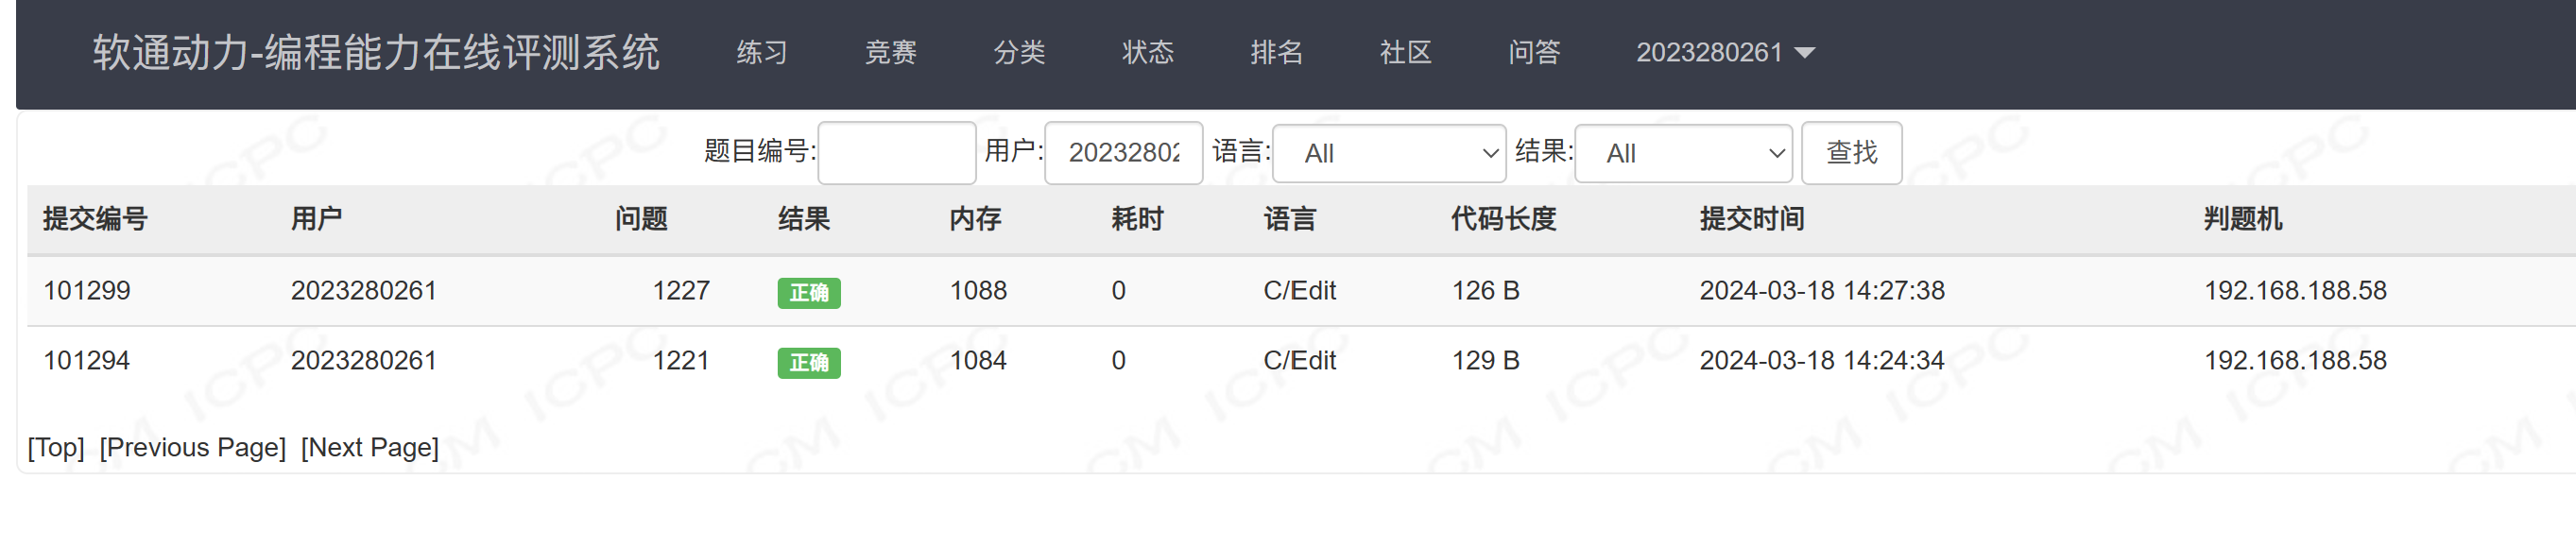 软通动力-编程能力在线评测系统 练习 竞赛 分类 状态 排名 社区 问答 2023280261
题目编号: 用户: 20232802 语言: All 结果: All 查找
提交编号 用户 问题 结果 内存 耗时 语言 代码长度 提交时间 判题机
101299 2023280261 1227 正确 1088 0 C/Edit 126 B 2024-03-18 14:27:38 192.168.188.58
101294 2023280261 1221 正确 1084 0 C/Edit 129 B 2024-03-18 14:24:34 192.168.188.58
[Top] [Previous Page] [Next Page]
CM ICPC